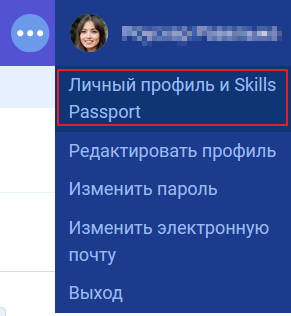 Личный профиль и Skills
Passport
Редактировать профиль
Изменить пароль
Изменить электронную
почту
Выход